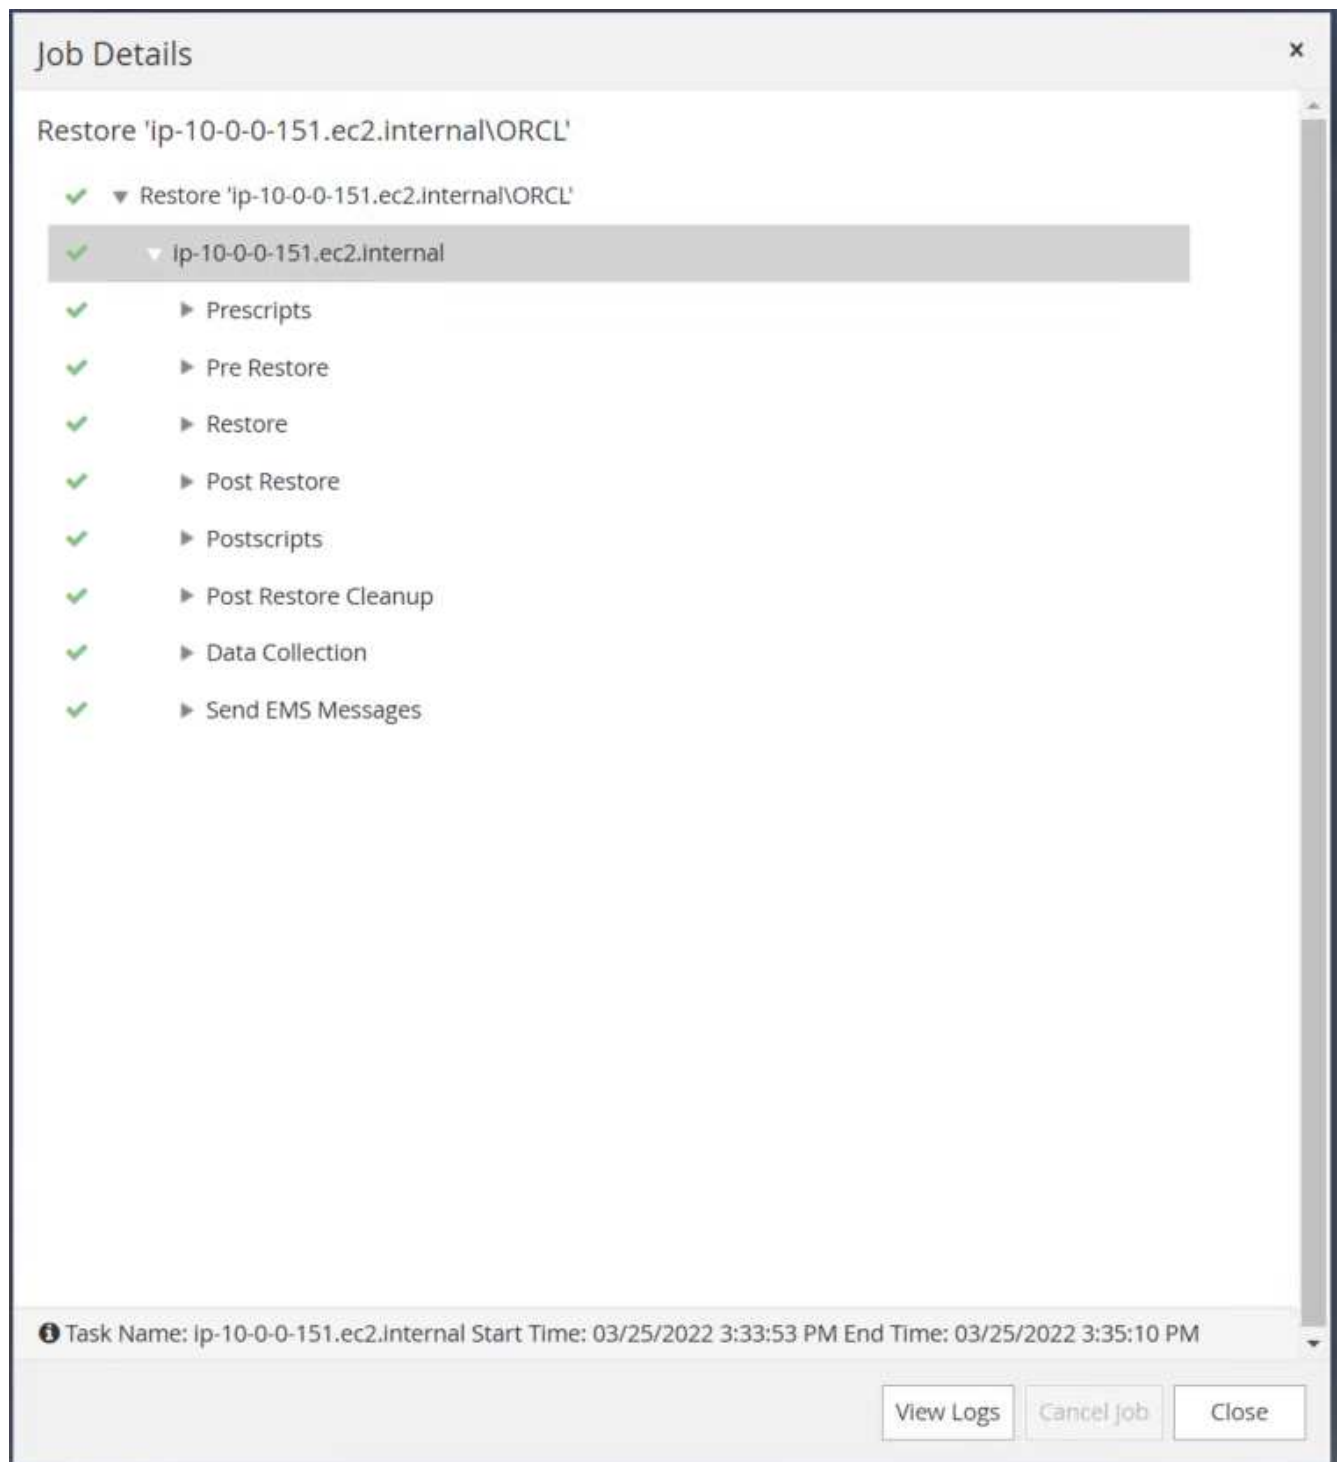 Job Details
×
Restore 'ip-10-0-0-151.ec2.internal\ORCL'
Restore 'ip-10-0-0-151.ec2.internal\ORCL'
ip-10-0-0-151.ec2.internal
Prescripts
Pre Restore
Restore
Post Restore
Postscripts
Post Restore Cleanup
Data Collection
Send EMS Messages
Task Name: ip-10-0-0-151.ec2.internal Start Time: 03/25/2022 3:33:53 PM End Time: 03/25/2022 3:35:10 PM
View Logs Cancel Job Close